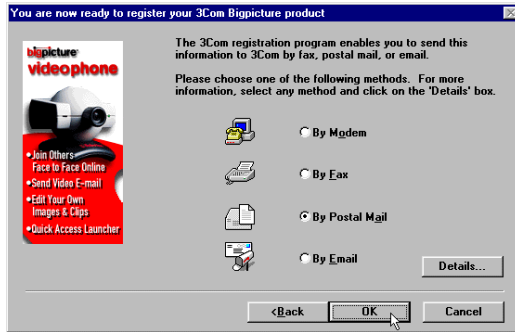 You are now ready to register your 3Com Bigpicture product
bigpicture
videophone
•Join Others
Face to Face Online
•Send Video E-mail
•Edit Your Own
Images & Clips
•Quick Access Launcher
The 3Com registration program enables you to send this
information to 3Com by fax, postal mail, or email.
Please choose one of the following methods. For more
information, select any method and click on the 'Details' box.
By Modem
By Fax
By Postal Mail
By Email
Details...
<Back
OK
Cancel